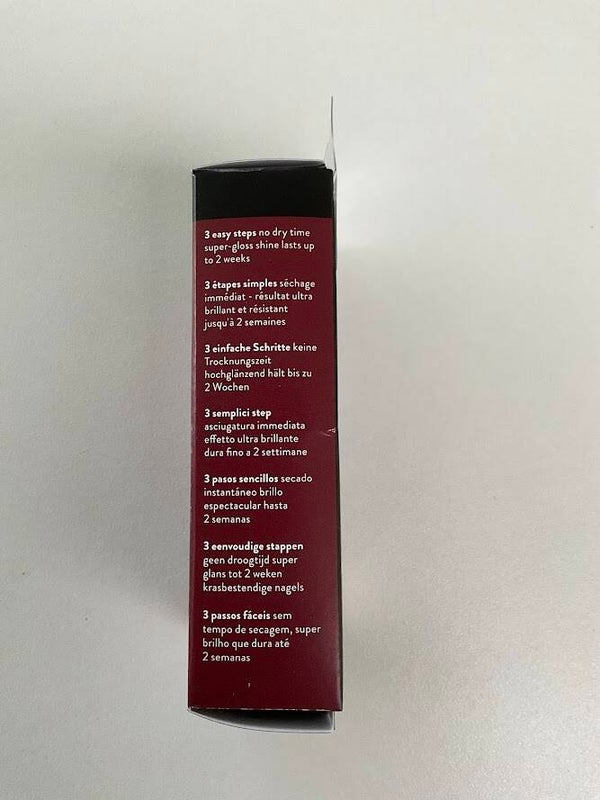 3 easy steps no dry time
super-gloss shine lasts up
to 2 weeks
3 étapes simples séchage
immédiat - résultat ultra
brillant et résistant
jusqu'à 2 semaines
3 einfache Schritte keine
Trocknungszeit
hochglänzend hält bis zu
2 Wochen
3 semplici step
asciugatura immediata
effetto ultra brillante
dura fino a 2 settimane
3 pasos sencillos secado
instantáneo brillo
espectacular hasta
2 semanas
3 eenvoudige stappen
geen droogtijd super
glans tot 2 weken
krasbestendige nagels
3 passos fáceis sem
tempo de secagem, super
brilho que dura até
2 semanas